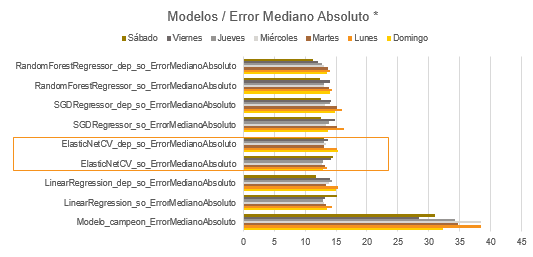 Modelos / Error Mediano Absoluto *
Sábado Viernes Jueves Miércoles Martes Lunes Domingo
RandomForestRegressor_dep_so_ErrorMedianoAbsoluto
RandomForestRegressor_so_ErrorMedianoAbsoluto
SGDRegressor_dep_so_ErrorMedianoAbsoluto
SGDRegressor_so_ErrorMedianoAbsoluto
ElasticNetCV_dep_so_ErrorMedianoAbsoluto
ElasticNetCV_so_ErrorMedianoAbsoluto
LinearRegression_dep_so_ErrorMedianoAbsoluto
LinearRegression_so_ErrorMedianoAbsoluto
Modelo_campeon_ErrorMedianoAbsoluto
0 5 10 15 20 25 30 35 40 45